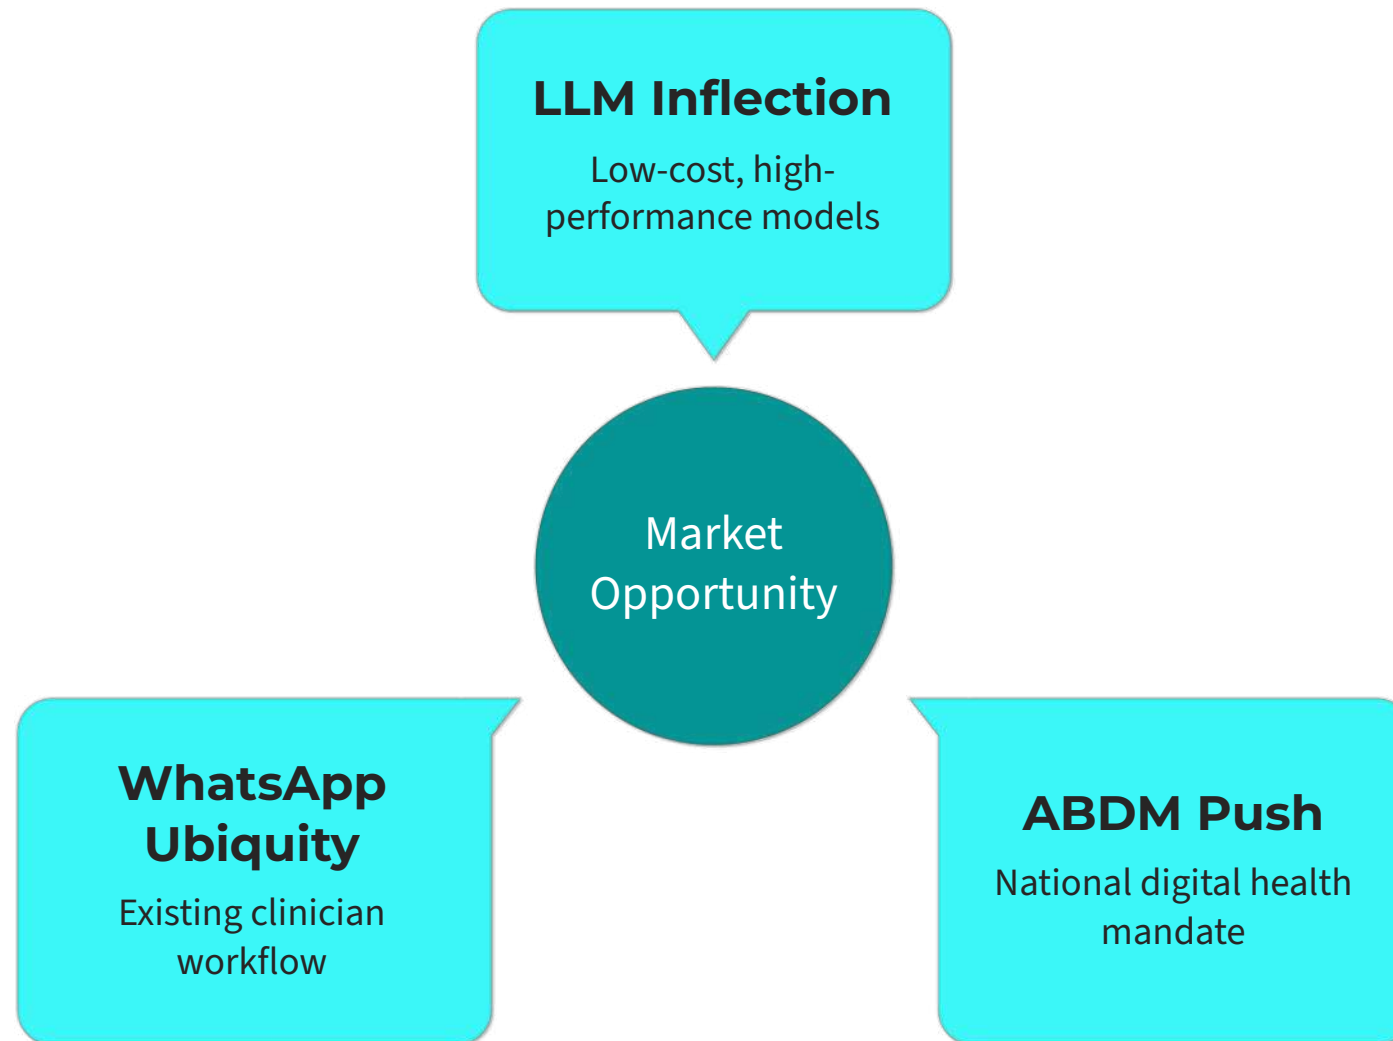 LLM Inflection
Low-cost, high-
performance models
Market
Opportunity
WhatsApp
Ubiquity
Existing clinician
workflow
ABDM Push
National digital health
mandate